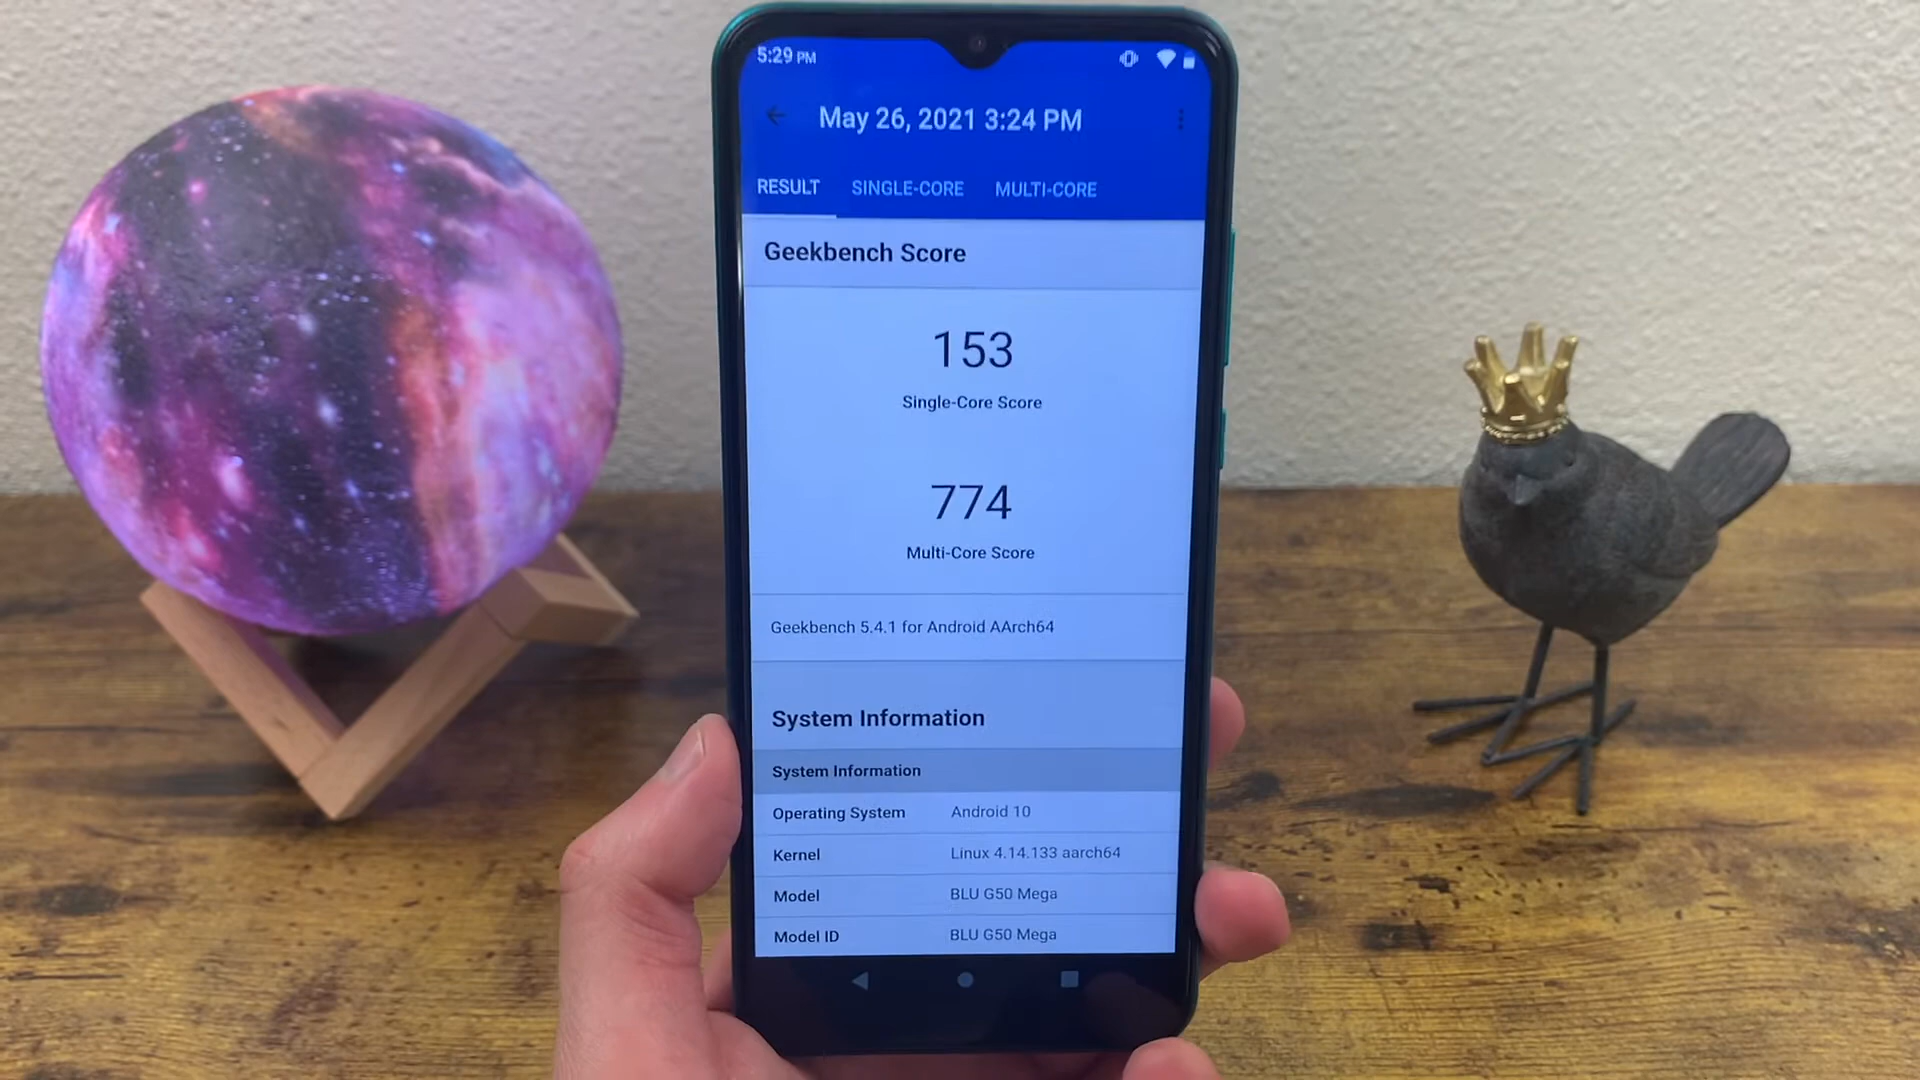 5:29 PM
May 26, 2021 3:24 PM
RESULT SINGLE-CORE MULTI-CORE
Geekbench Score
153
Single-Core Score
774
Multi-Core Score
Geekbench 5.4.1 for Android AArch64
System Information
System Information
Operating System Android 10
Kernel Linux 4.14.133 aarch64
Model BLU G50 Mega
Model ID BLU G50 Mega